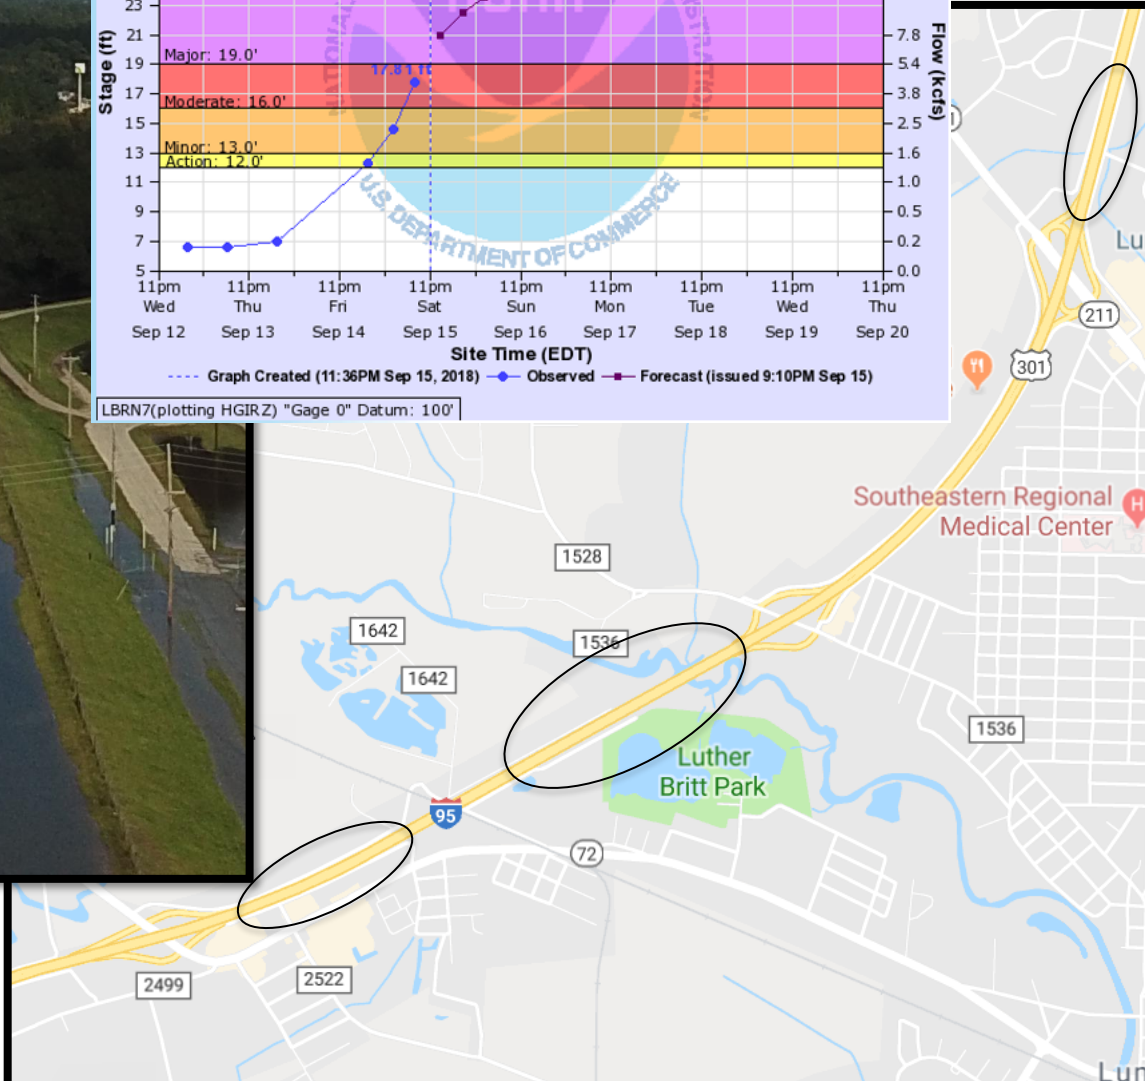 23
21
19
17
15
13
11
9
7
5
Stage (ft)
Major: 19.0'
Moderate: 16.0'
Minor: 13.0'
Action: 12.0'
17.81 ft
7.8
5.4
3.8
2.5
1.6
1.0
0.5
0.2
0.0
Flow (kcfs)
U.S. DEPARTMENT OF COMMERCE
11pm 11pm 11pm 11pm 11pm 11pm 11pm 11pm 11pm
Wed Thu Fri Sat Sun Mon Tue Wed Thu
Sep 12 Sep 13 Sep 14 Sep 15 Sep 16 Sep 17 Sep 18 Sep 19 Sep 20
Site Time (EDT)
Graph Created (11:36PM Sep 15, 2018) Observed Forecast (issued 9:10PM Sep 15)
LBRN7(plotting HGIRZ) "Gage 0" Datum: 100'
Lu
211
301
Southeastern Regional
Medical Center
H
1528
1536
1642
1642
1536
Luther
Britt Park
95
72
2499
2522
Lur